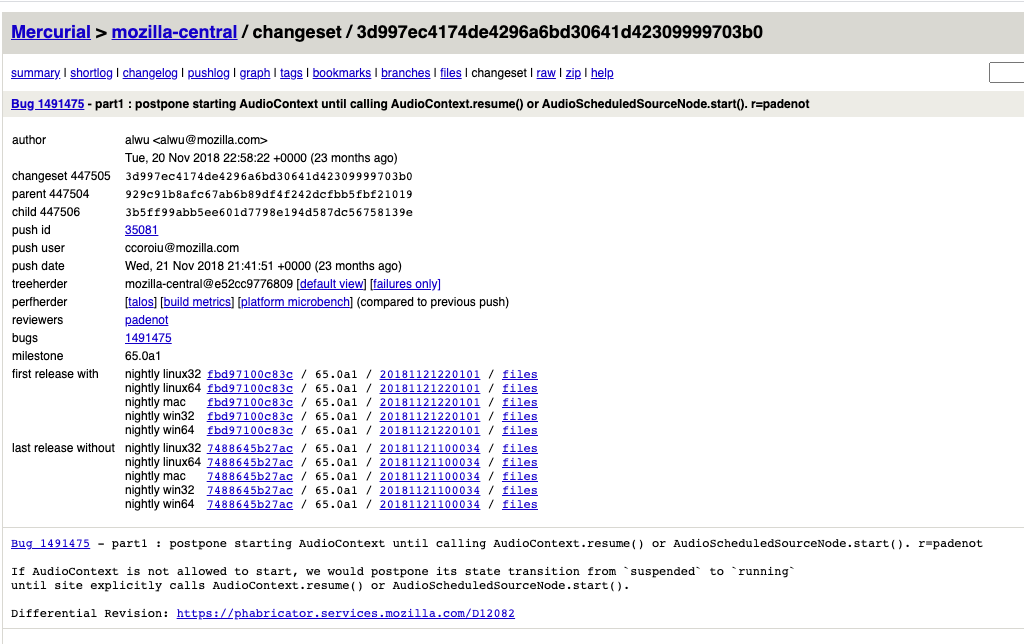 Mercurial > mozilla-central / changeset / 3d997ec4174de4296a6bd30641d42309999703b0
summary | shortlog | changelog | pushlog | graph | tags | bookmarks | branches | files | changeset | raw | zip | help
Bug 1491475 - part1 : postpone starting AudioContext until calling AudioContext.resume() or AudioScheduledSourceNode.start(). r=padenot
author alwu <alwu@mozilla.com>
Tue, 20 Nov 2018 22:58:22 +0000 (23 months ago)
changeset 447505 3d997ec4174de4296a6bd30641d42309999703b0
parent 447504 929c91b8afc67ab6b89df4f242dcfbb5fbf21019
child 447506 3b5ff99abb5ee601d7798e194d587dc56758139e
push id 35081
push user ccoroiu@mozilla.com
push date Wed, 21 Nov 2018 21:41:51 +0000 (23 months ago)
treeherder mozilla-central@e52cc9776809 [default view] [failures only]
perfherder [talos] [build metrics] [platform microbench] (compared to previous push)
reviewers padenot
bugs 1491475
milestone 65.0a1
first release with nightly linux32 fbd97100c83c / 65.0a1 / 20181121220101 / files
nightly linux64 fbd97100c83c / 65.0a1 / 20181121220101 / files
nightly mac fbd97100c83c / 65.0a1 / 20181121220101 / files
nightly win32 fbd97100c83c / 65.0a1 / 20181121220101 / files
nightly win64 fbd97100c83c / 65.0a1 / 20181121220101 / files
last release without nightly linux32 7488645b27ac / 65.0a1 / 20181121100034 / files
nightly linux64 7488645b27ac / 65.0a1 / 20181121100034 / files
nightly mac 7488645b27ac / 65.0a1 / 20181121100034 / files
nightly win32 7488645b27ac / 65.0a1 / 20181121100034 / files
nightly win64 7488645b27ac / 65.0a1 / 20181121100034 / files
Bug 1491475 - part1 : postpone starting AudioContext until calling AudioContext.resume() or AudioScheduledSourceNode.start(). r=padenot
If AudioContext is not allowed to start, we would postpone its state transition from `suspended` to `running`
until site explicitly calls AudioContext.resume() or AudioScheduledSourceNode.start().
Differential Revision: https://phabricator.services.mozilla.com/D12082